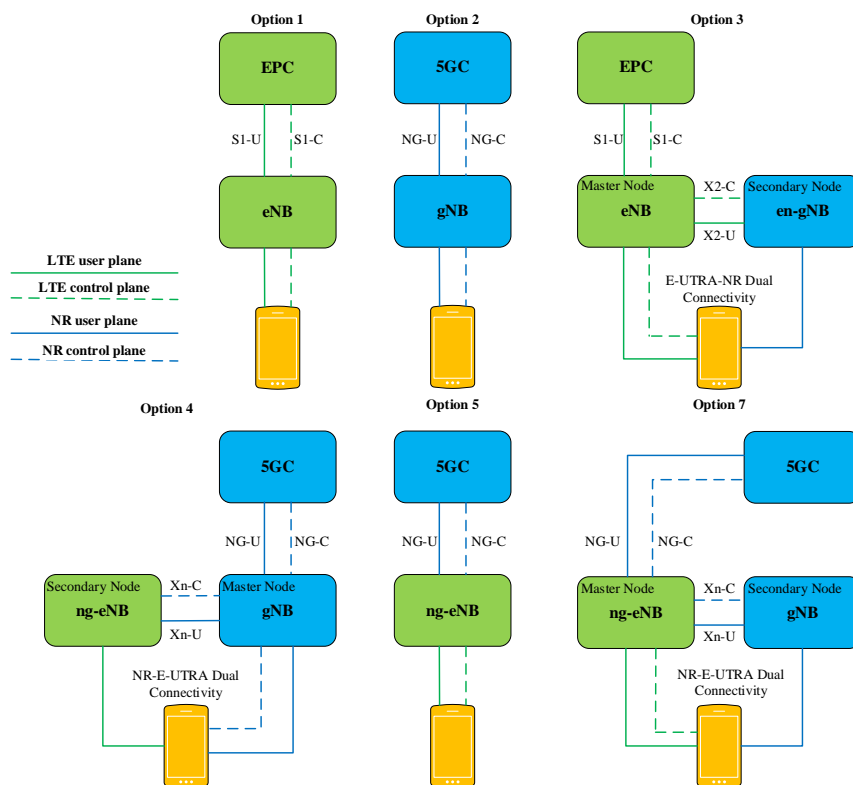 Option 1
Option 2
Option 3
EPC
5GC
EPC
S1-U
S1-C
NG-U
NG-C
S1-U
S1-C
eNB
gNB
Master Node
eNB
X2-C
X2-U
Secondary Node
en-gNB
LTE user plane
LTE control plane
NR user plane
NR control plane
E-UTRA-NR Dual
Connectivity
Option 4
Option 5
Option 7
5GC
5GC
5GC
NG-U
NG-C
NG-U
NG-C
NG-U
NG-C
Secondary Node
ng-eNB
Xn-C
Xn-U
Master Node
gNB
ng-eNB
Master Node
ng-eNB
Xn-C
Xn-U
Secondary Node
gNB
NR-E-UTRA Dual
Connectivity
NR-E-UTRA Dual
Connectivity